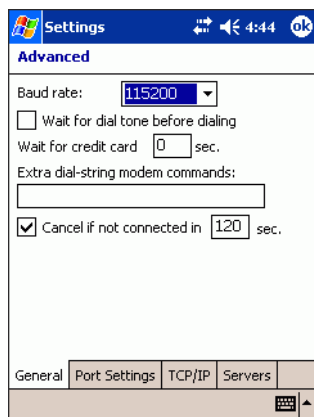 Settings 4:44 ok
Advanced
Baud rate: 115200
Wait for dial tone before dialing
Wait for credit card 0 sec.
Extra dial-string modem commands:
Cancel if not connected in 120 sec.
General Port Settings TCP/IP Servers